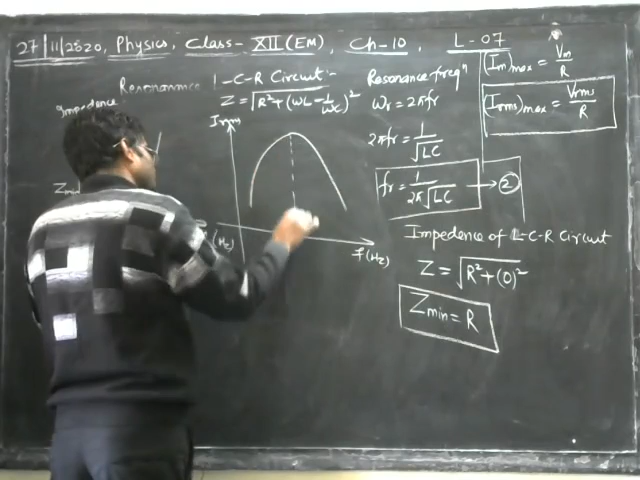 27/11/2020, Physics, Class-XII(EM), Ch-10, L-07
Resonance L-C-R Circuit:-
Impedance
Z=√R²+(ωL-1/ωC)²
Irms
Zmin
(Hz)
f(Hz)
Resonance freqⁿ
ωr=2πfr
2πfr=1/√LC
fr=1/2π√LC → ②
(Im)max = Vm/R
(Irms)max = Vrms/R
Impedence of L-C-R Circuit
Z=√R²+(0)²
Zmin=R